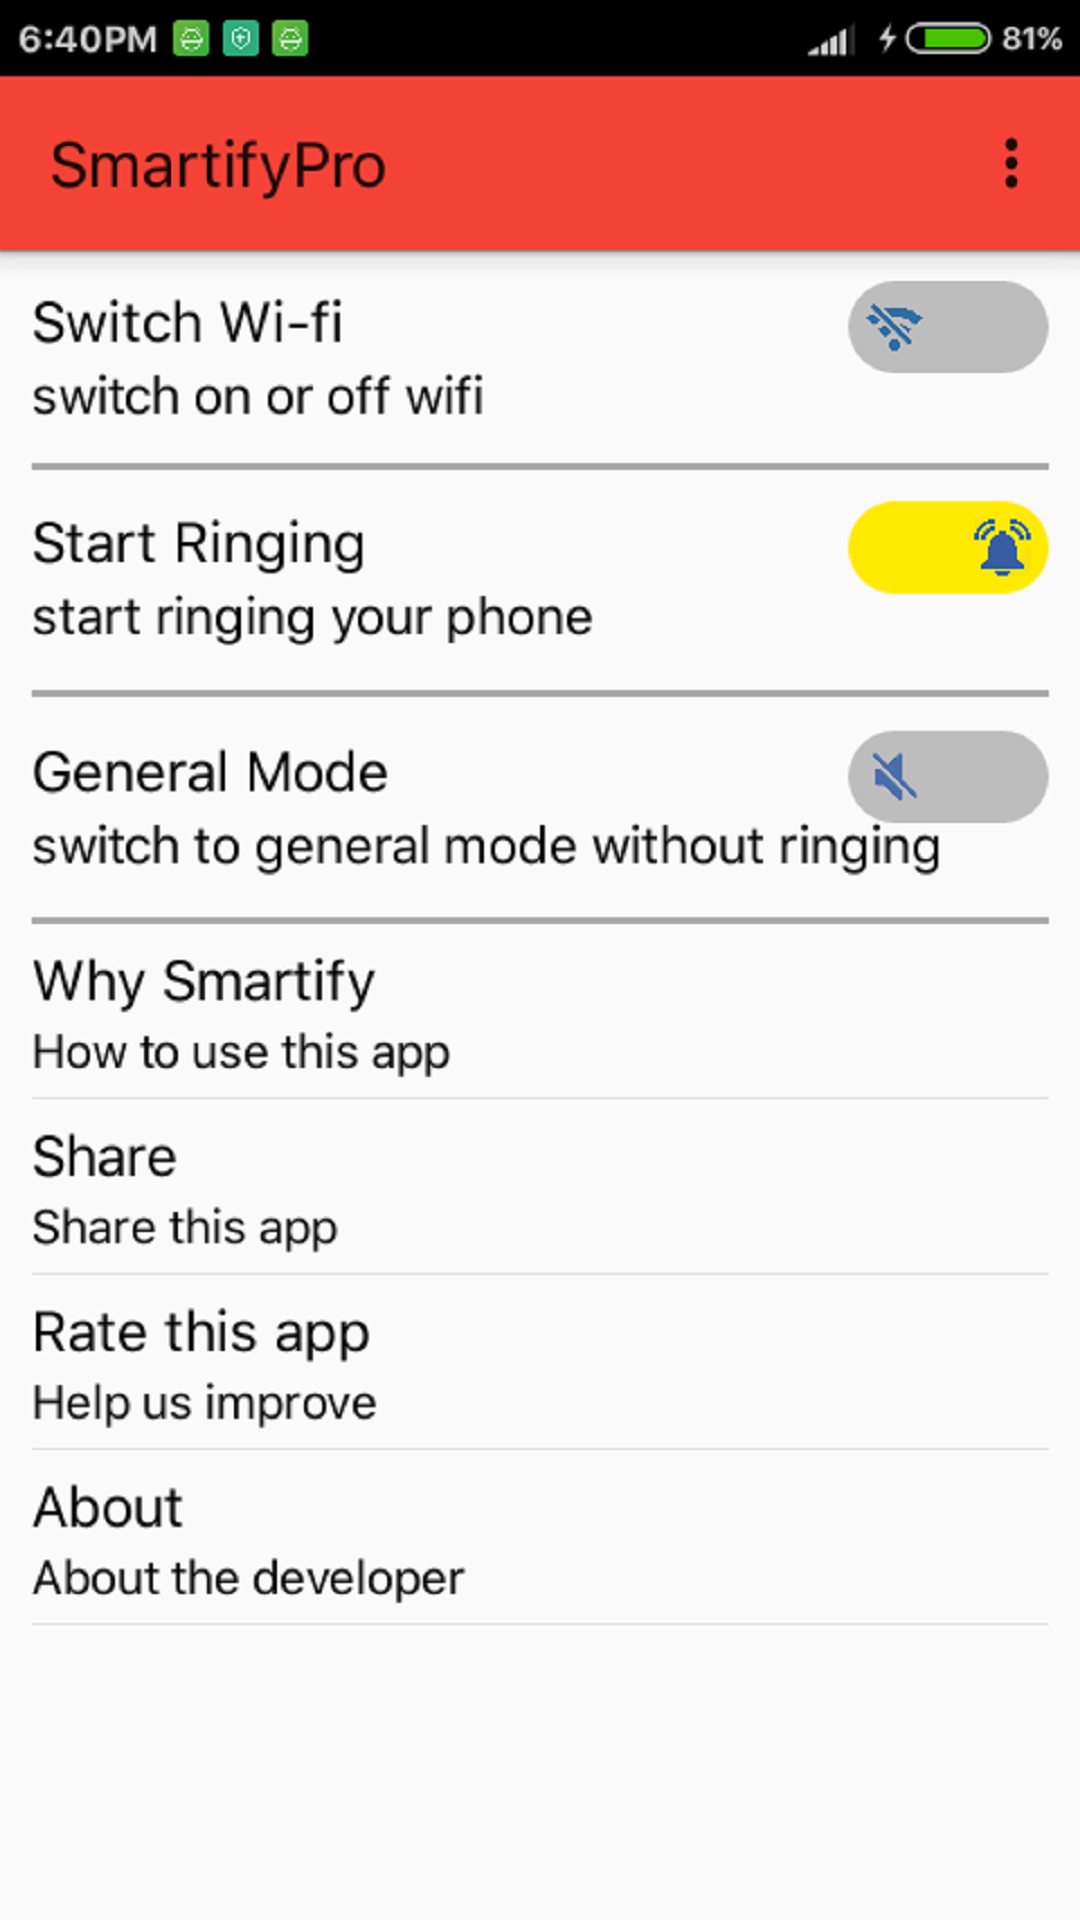 6:40PM 81%
SmartifyPro
Switch Wi-fi
switch on or off wifi
Start Ringing
start ringing your phone
General Mode
switch to general mode without ringing
Why Smartify
How to use this app
Share
Share this app
Rate this app
Help us improve
About
About the developer